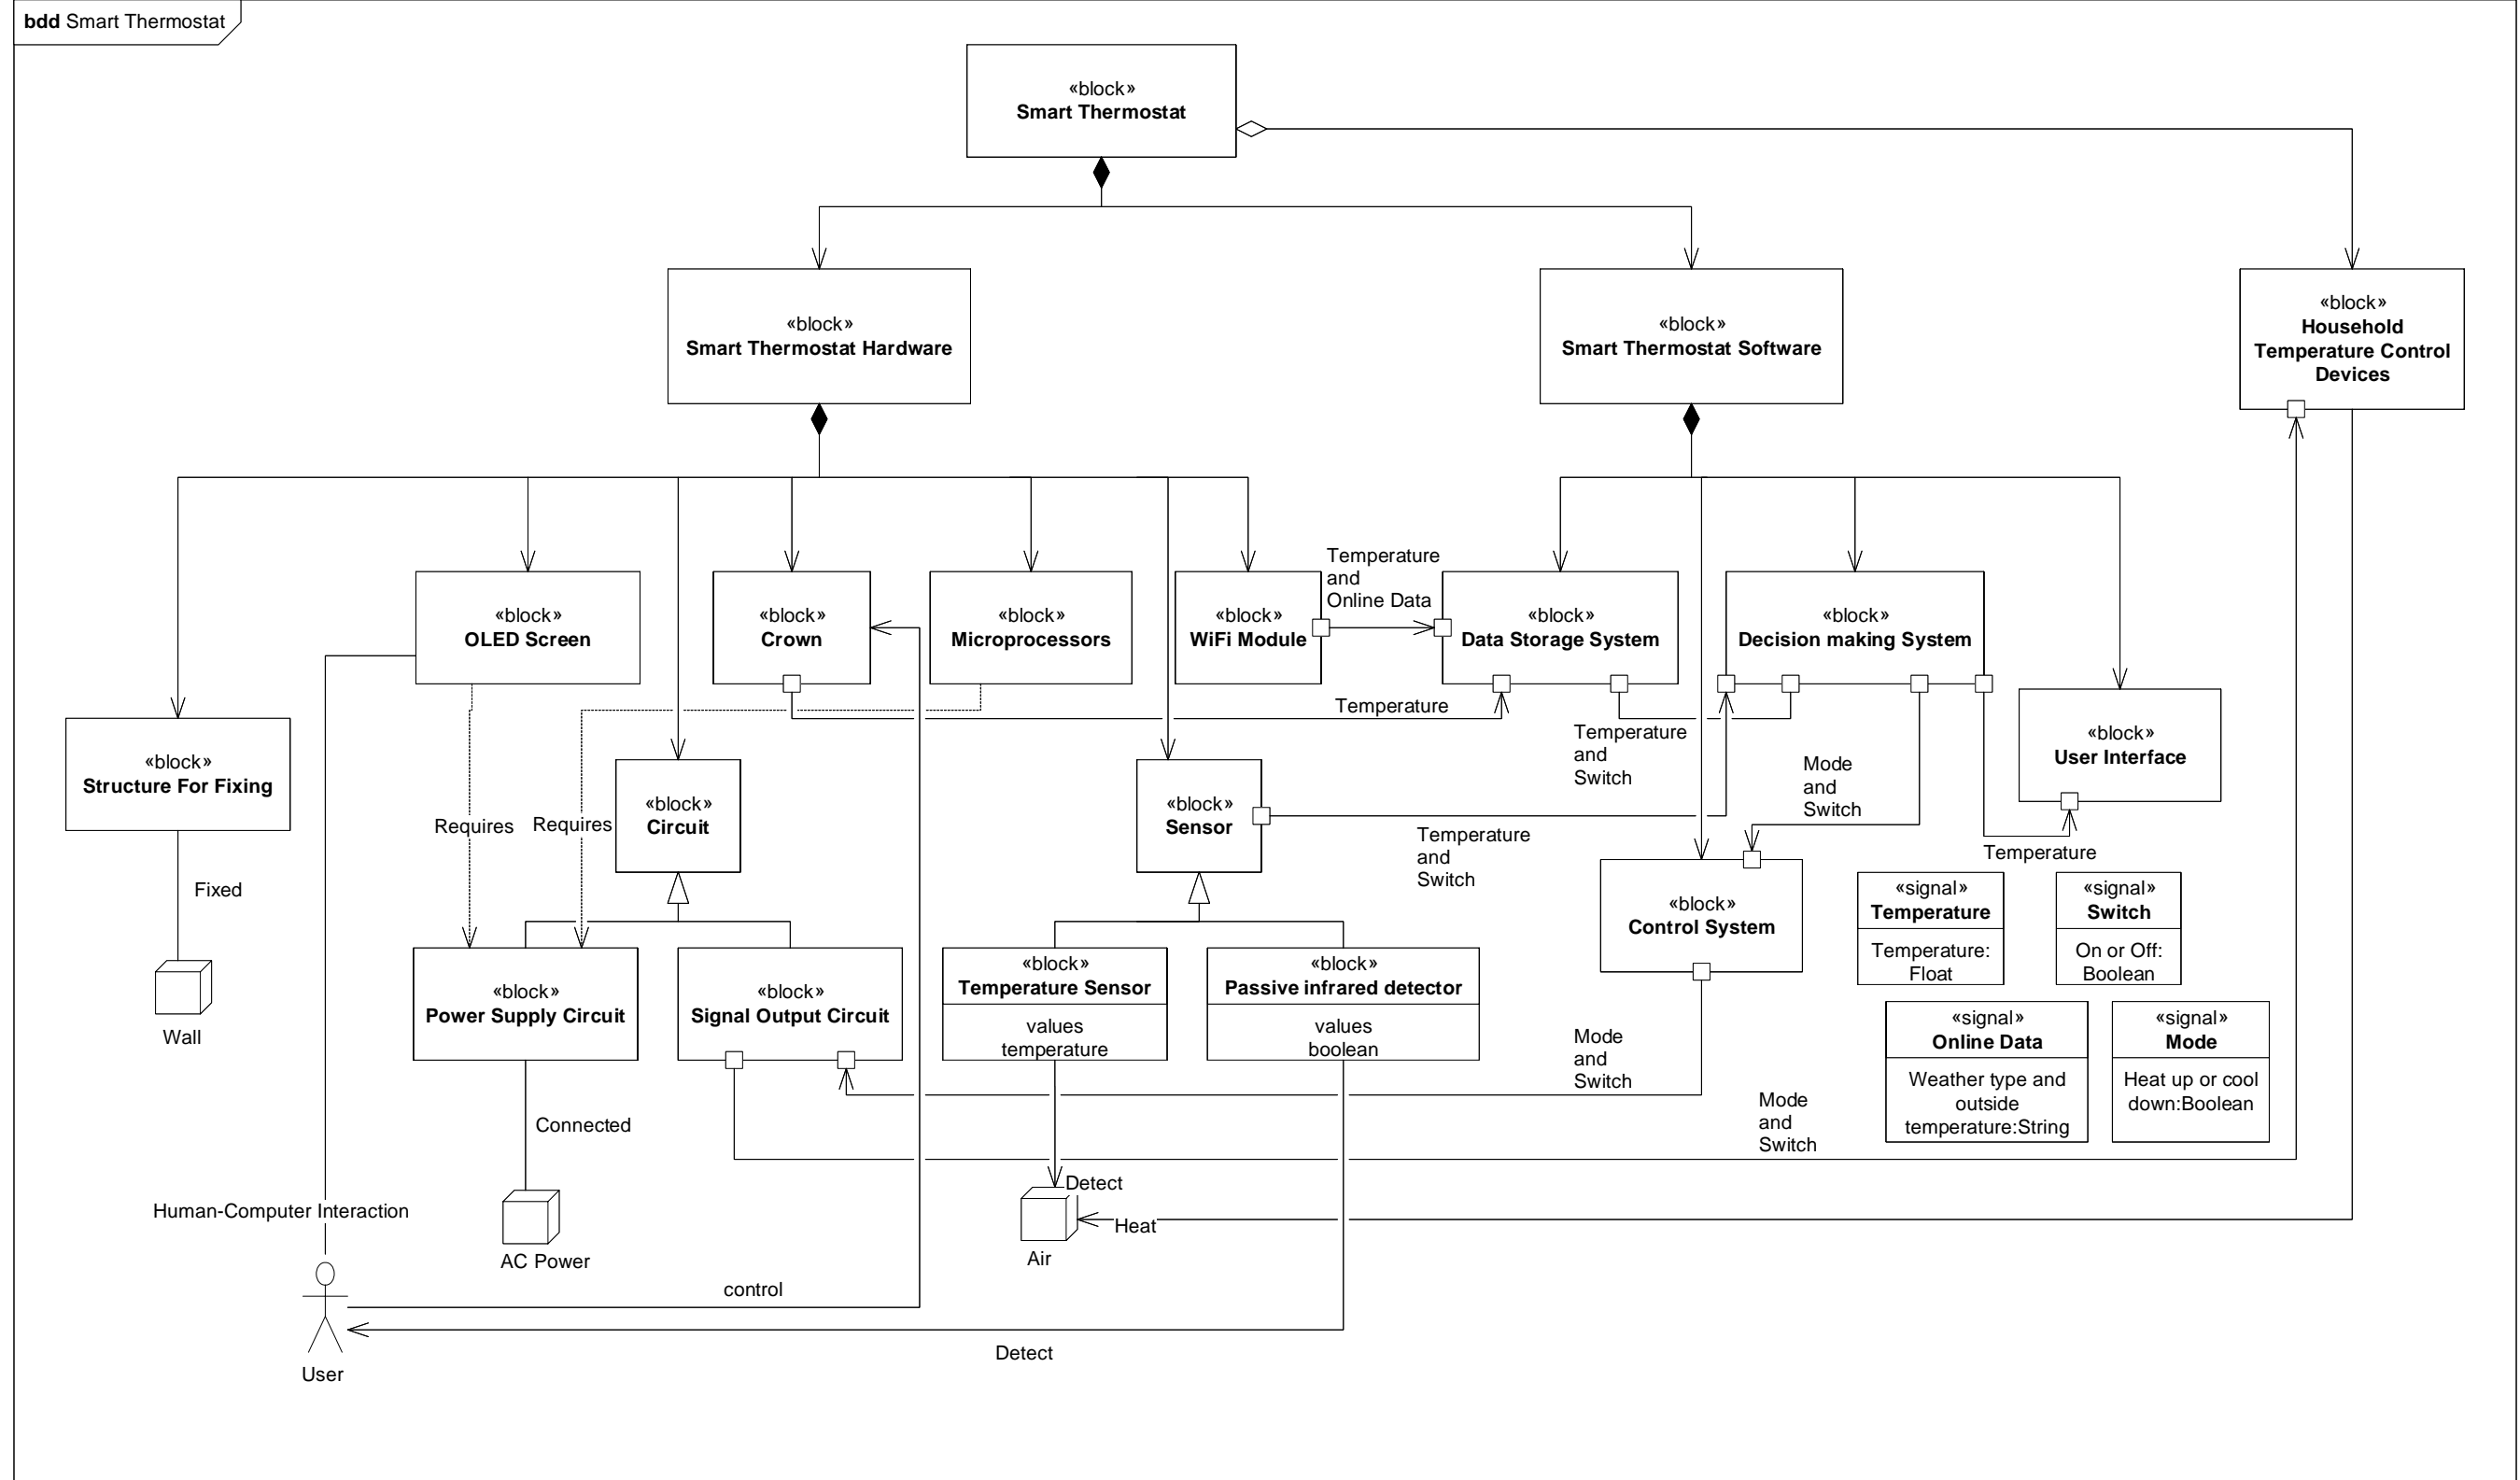 bdd Smart Thermostat
«block»
Smart Thermostat
«block»
Smart Thermostat Hardware
«block»
Smart Thermostat Software
«block»
Household
Temperature Control
Devices
«block»
OLED Screen
«block»
Crown
«block»
Microprocessors
«block»
WiFi Module
Temperature
and
Online Data
«block»
Data Storage System
«block»
Decision making System
«block»
Structure For Fixing
Temperature
Temperature
and
Switch
«block»
User Interface
Mode
and
Switch
Requires
Requires
«block»
Circuit
«block»
Sensor
Temperature
and
Switch
Temperature
Fixed
«block»
Control System
«signal»
Temperature
Temperature:
Float
«signal»
Switch
On or Off:
Boolean
Wall
«block»
Power Supply Circuit
«block»
Signal Output Circuit
«block»
Temperature Sensor
values
temperature
«block»
Passive infrared detector
values
boolean
Mode
and
Switch
«signal»
Online Data
Weather type and
outside
temperature:String
«signal»
Mode
Heat up or cool
down:Boolean
Connected
Mode
and
Switch
Detect
Human-Computer Interaction
Heat
AC Power
Air
control
Detect
User